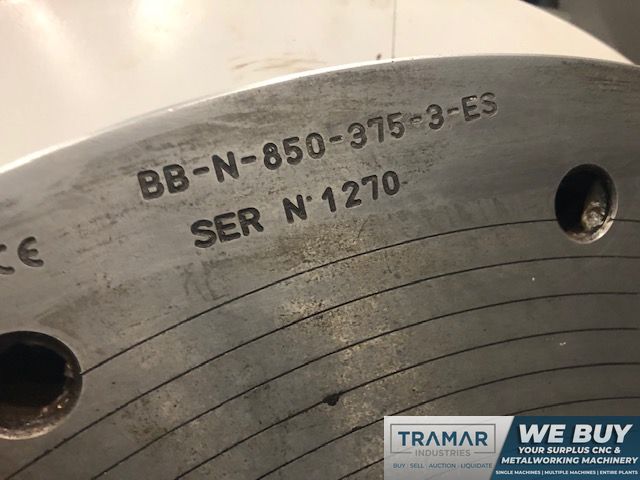 BB-N-850-375-3-ES
SER N° 1270
CE
TRAMAR
INDUSTRIES
BUY · SELL · AUCTION · LIQUIDATE
WE BUY
YOUR SURPLUS CNC &
METALWORKING MACHINERY
SINGLE MACHINES | MULTIPLE MACHINES | ENTIRE PLANTS